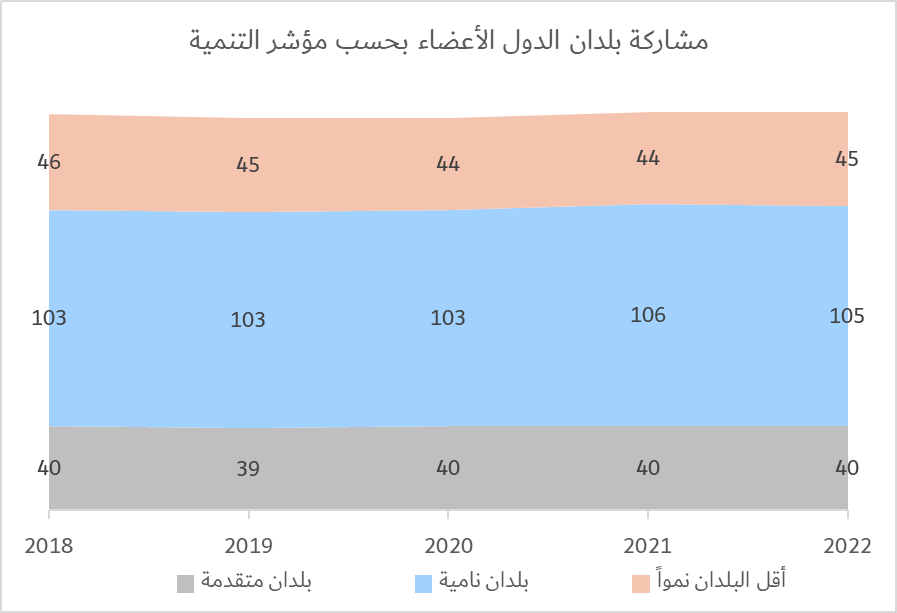 مشاركة بلدان الدول الأعضاء بحسب مؤشر التنمية
46 45 44 44 45
103 103 103 106 105
40 39 40 40 40
2018 2019 2020 2021 2022
بلدان متقدمة بلدان نامية أقل البلدان نمواً